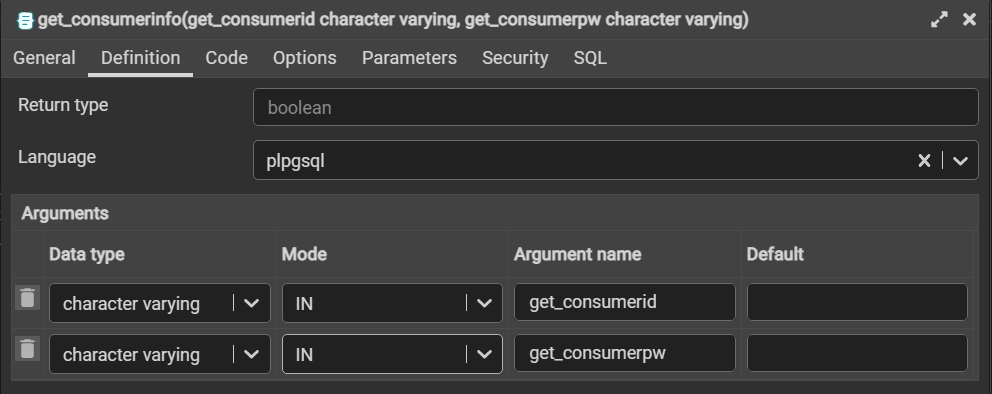 get_consumerinfo(get_consumerid character varying, get_consumerpw character varying)
General Definition Code Options Parameters Security SQL
Return type boolean
Language plpgsql
Arguments
Data type Mode Argument name Default
character varying IN get_consumerid
character varying IN get_consumerpw